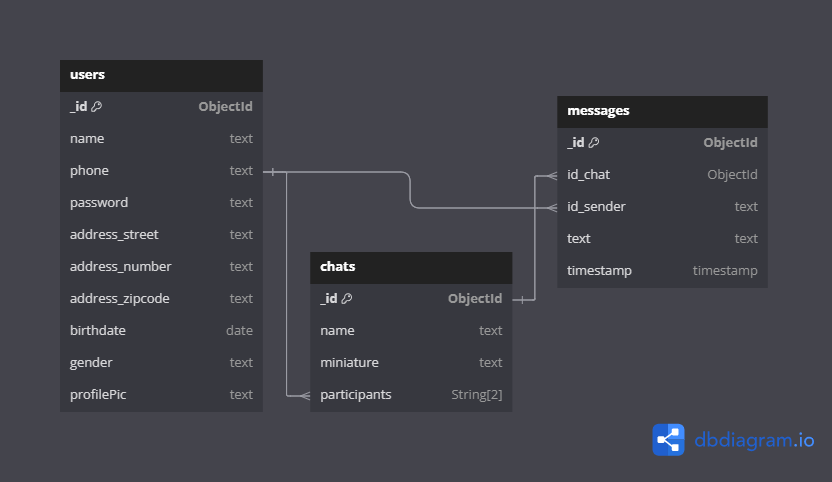 users
_id ObjectId
name text
phone text
password text
address_street text
address_number text
address_zipcode text
birthdate date
gender text
profilePic text
chats
_id ObjectId
name text
miniature text
participants String[2]
messages
_id ObjectId
id_chat ObjectId
id_sender text
text text
timestamp timestamp
dbdiagram.io